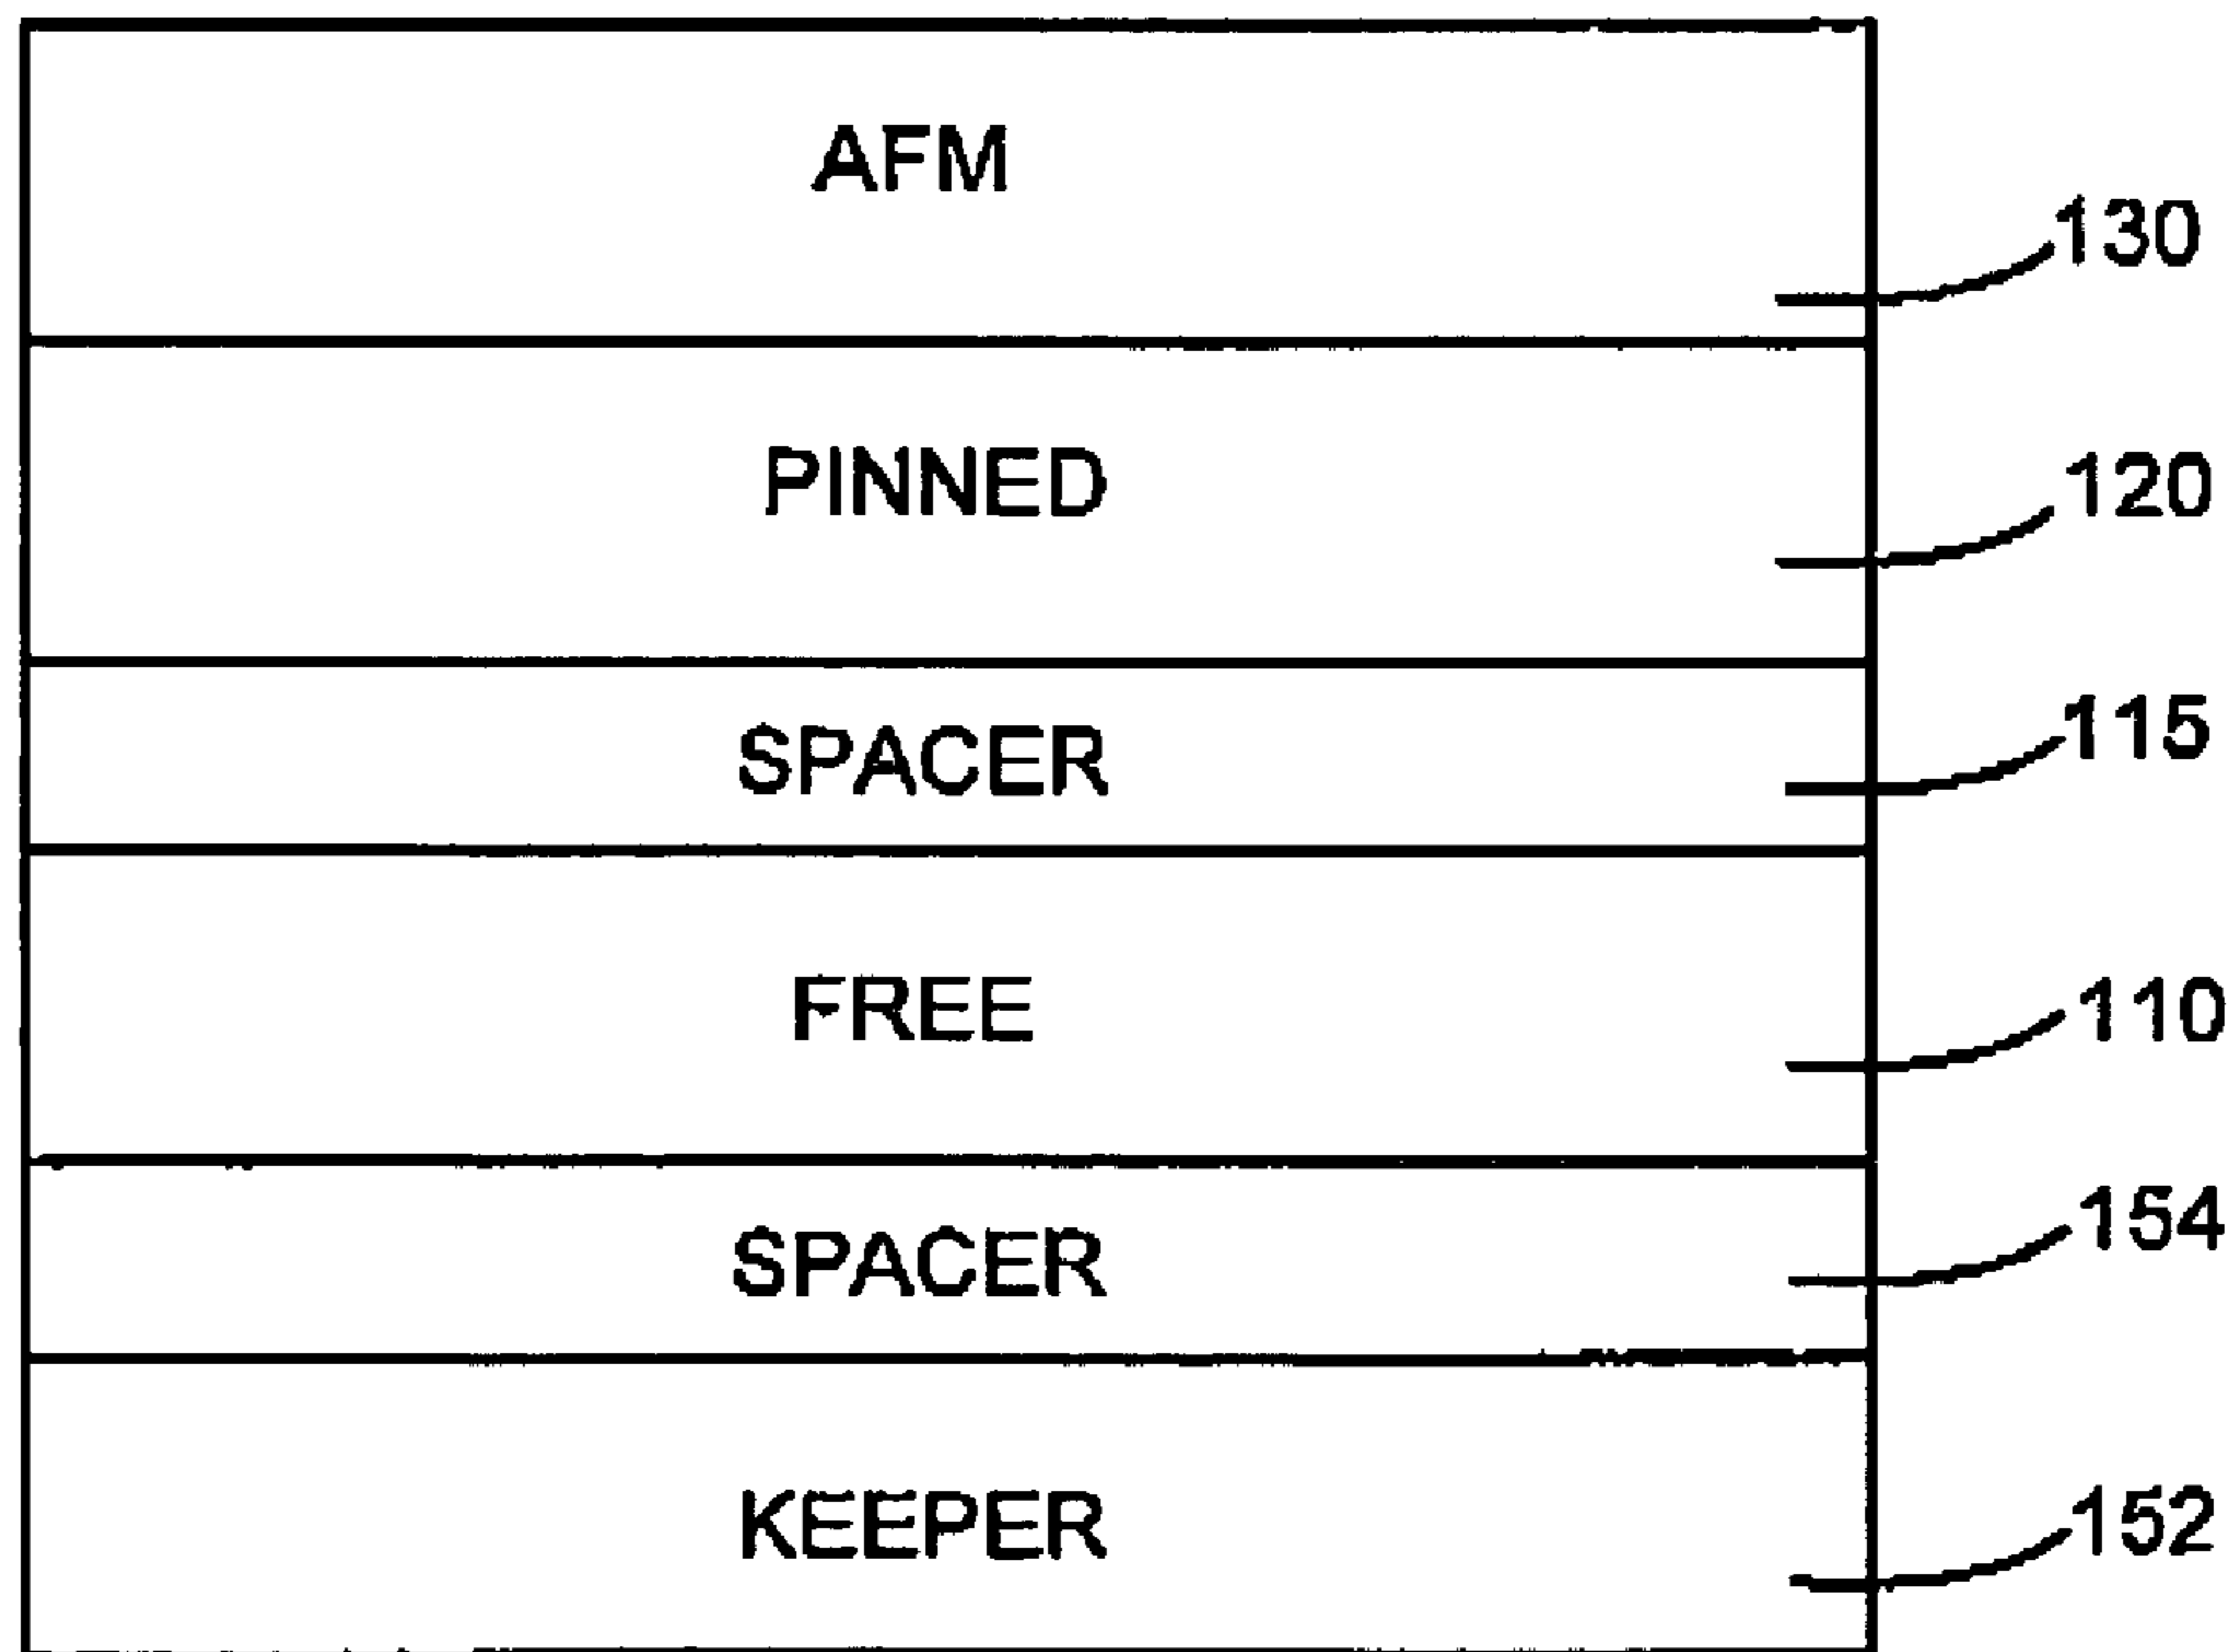 AFM
130
PINNED
120
SPACER
115
FREE
110
SPACER
154
KEEPER
152